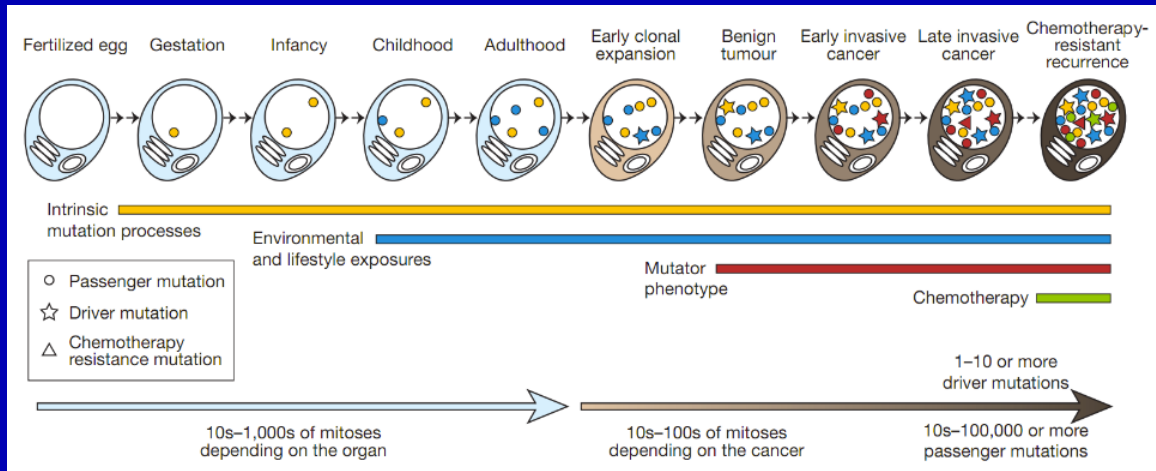 Fertilized egg
Gestation
Infancy
Childhood
Adulthood
Early clonal
expansion
Benign
tumour
Early invasive
cancer
Late invasive
cancer
Chemotherapy-
resistant
recurrence
Intrinsic
mutation processes
Environmental
and lifestyle exposures
Mutator
phenotype
Chemotherapy
Passenger mutation
Driver mutation
Chemotherapy
resistance mutation
10s–1,000s of mitoses
depending on the organ
10s–100s of mitoses
depending on the cancer
1–10 or more
driver mutations
10s–100,000 or more
passenger mutations